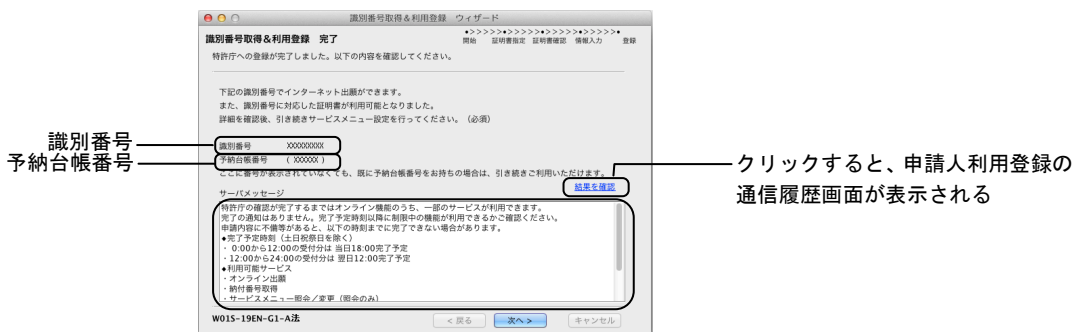 識別番号取得&利用登録 ウィザード
識別番号取得&利用登録 完了
•>>>>>•>>>>>•>>>>>•>>>>>•
開始 証明書指定 証明書確認 情報入力 登録
特許庁への登録が完了しました。以下の内容を確認してください。
下記の識別番号でインターネット出願ができます。
また、識別番号に対応した証明書が利用可能となりました。
詳細を確認後、引き続きサービスメニュー設定を行ってください。(必須)
識別番号
識別番号 XXXXXXXXX
予納台帳番号
予納台帳番号 ( XXXXXX )
ここに番号が表示されていなくても、既に予納台帳番号をお持ちの場合は、引き続きご利用いただけます。
結果を確認
クリックすると、申請人利用登録の
通信履歴画面が表示される
サーバメッセージ
特許庁の確認が完了するまではオンライン機能のうち、一部のサービスが利用できます。
完了の通知はありません。完了予定時刻以降に制限中の機能が利用できるかご確認ください。
申請内容に不備等があると、以下の時刻までに完了できない場合があります。
◆完了予定時刻(土日祝祭日を除く)
・ 0:00から12:00の受付分は 当日18:00完了予定
・12:00から24:00の受付分は 翌日12:00完了予定
◆利用可能サービス
・オンライン出願
・納付番号取得
・サービスメニュー照会/変更(照会のみ)
W01S-19EN-G1-A法
< 戻る
次へ >
キャンセル